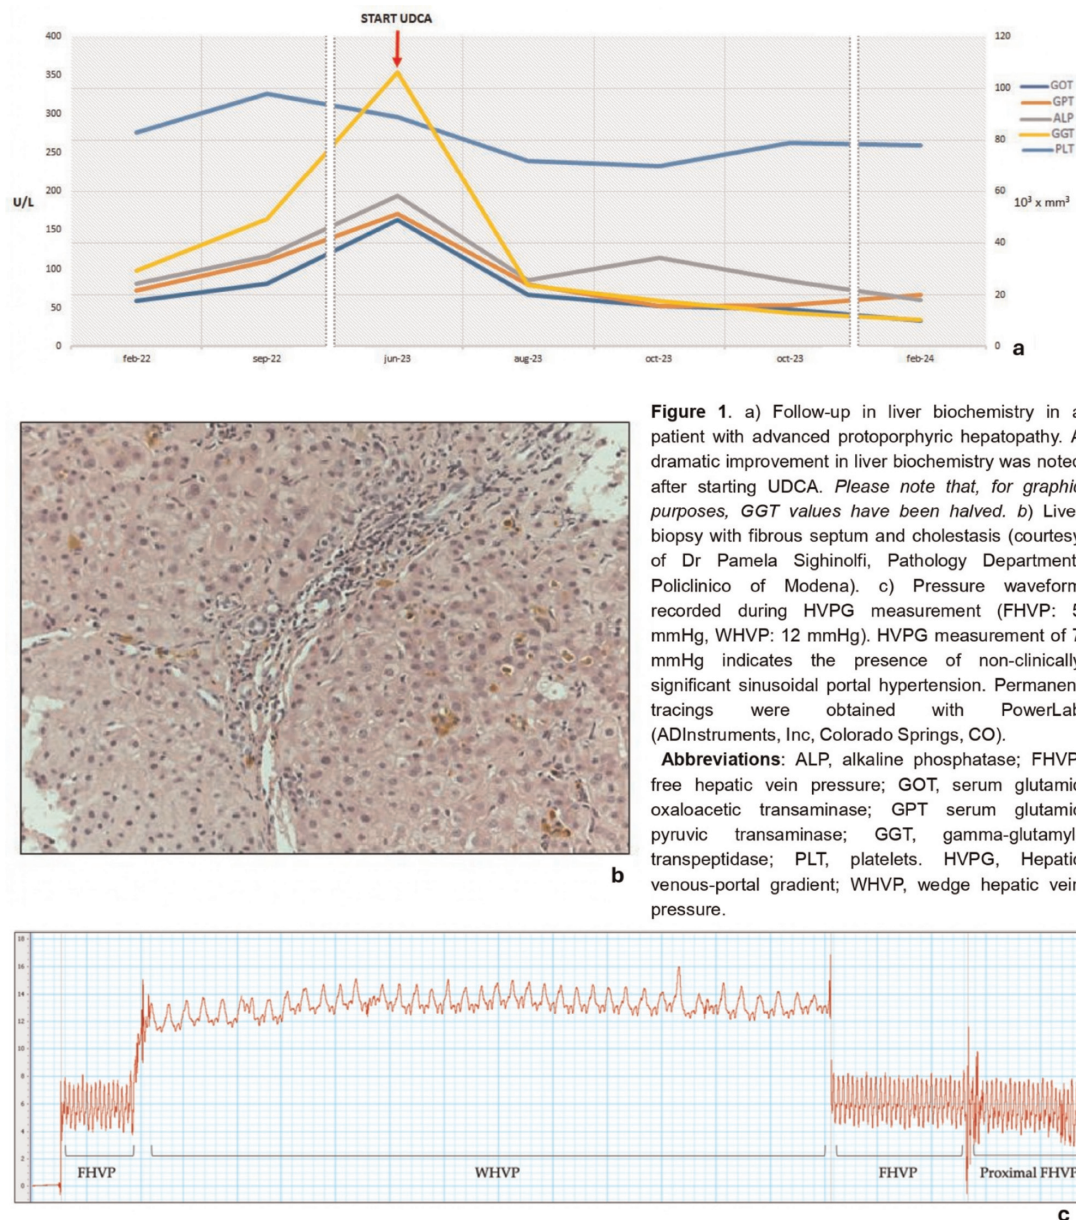 START UDCA
400
350
300
250
200
150
100
50
0
U/L
120
100
80
60
40
20
0
10³ x mm³
GOT
GPT
ALP
GGT
PLT
feb-22
sep-22
jun-23
aug-23
oct-23
oct-23
feb-24
a
Figure 1. a) Follow-up in liver biochemistry in a
patient with advanced protoporphyric hepatopathy. A
dramatic improvement in liver biochemistry was noted
after starting UDCA. Please note that, for graphic
purposes, GGT values have been halved. b) Live
biopsy with fibrous septum and cholestasis (courtesy
of Dr Pamela Sighinolfi, Pathology Department
Policlinico of Modena). c) Pressure waveform
recorded during HVPG measurement (FHVP: 5
mmHg, WHVP: 12 mmHg). HVPG measurement of 7
mmHg indicates the presence of non-clinically
significant sinusoidal portal hypertension. Permanen
tracings were obtained with PowerLab
(ADInstruments, Inc, Colorado Springs, CO).
Abbreviations: ALP, alkaline phosphatase; FHVP
free hepatic vein pressure; GOT, serum glutamic
oxaloacetic transaminase; GPT serum glutamic
pyruvic transaminase; GGT, gamma-glutamyl
transpeptidase; PLT, platelets. HVPG, Hepatic
venous-portal gradient; WHVP, wedge hepatic vein
pressure.
b
18
16
14
12
10
8
6
4
2
0
FHVP
WHVP
FHVP
Proximal FHVP
c